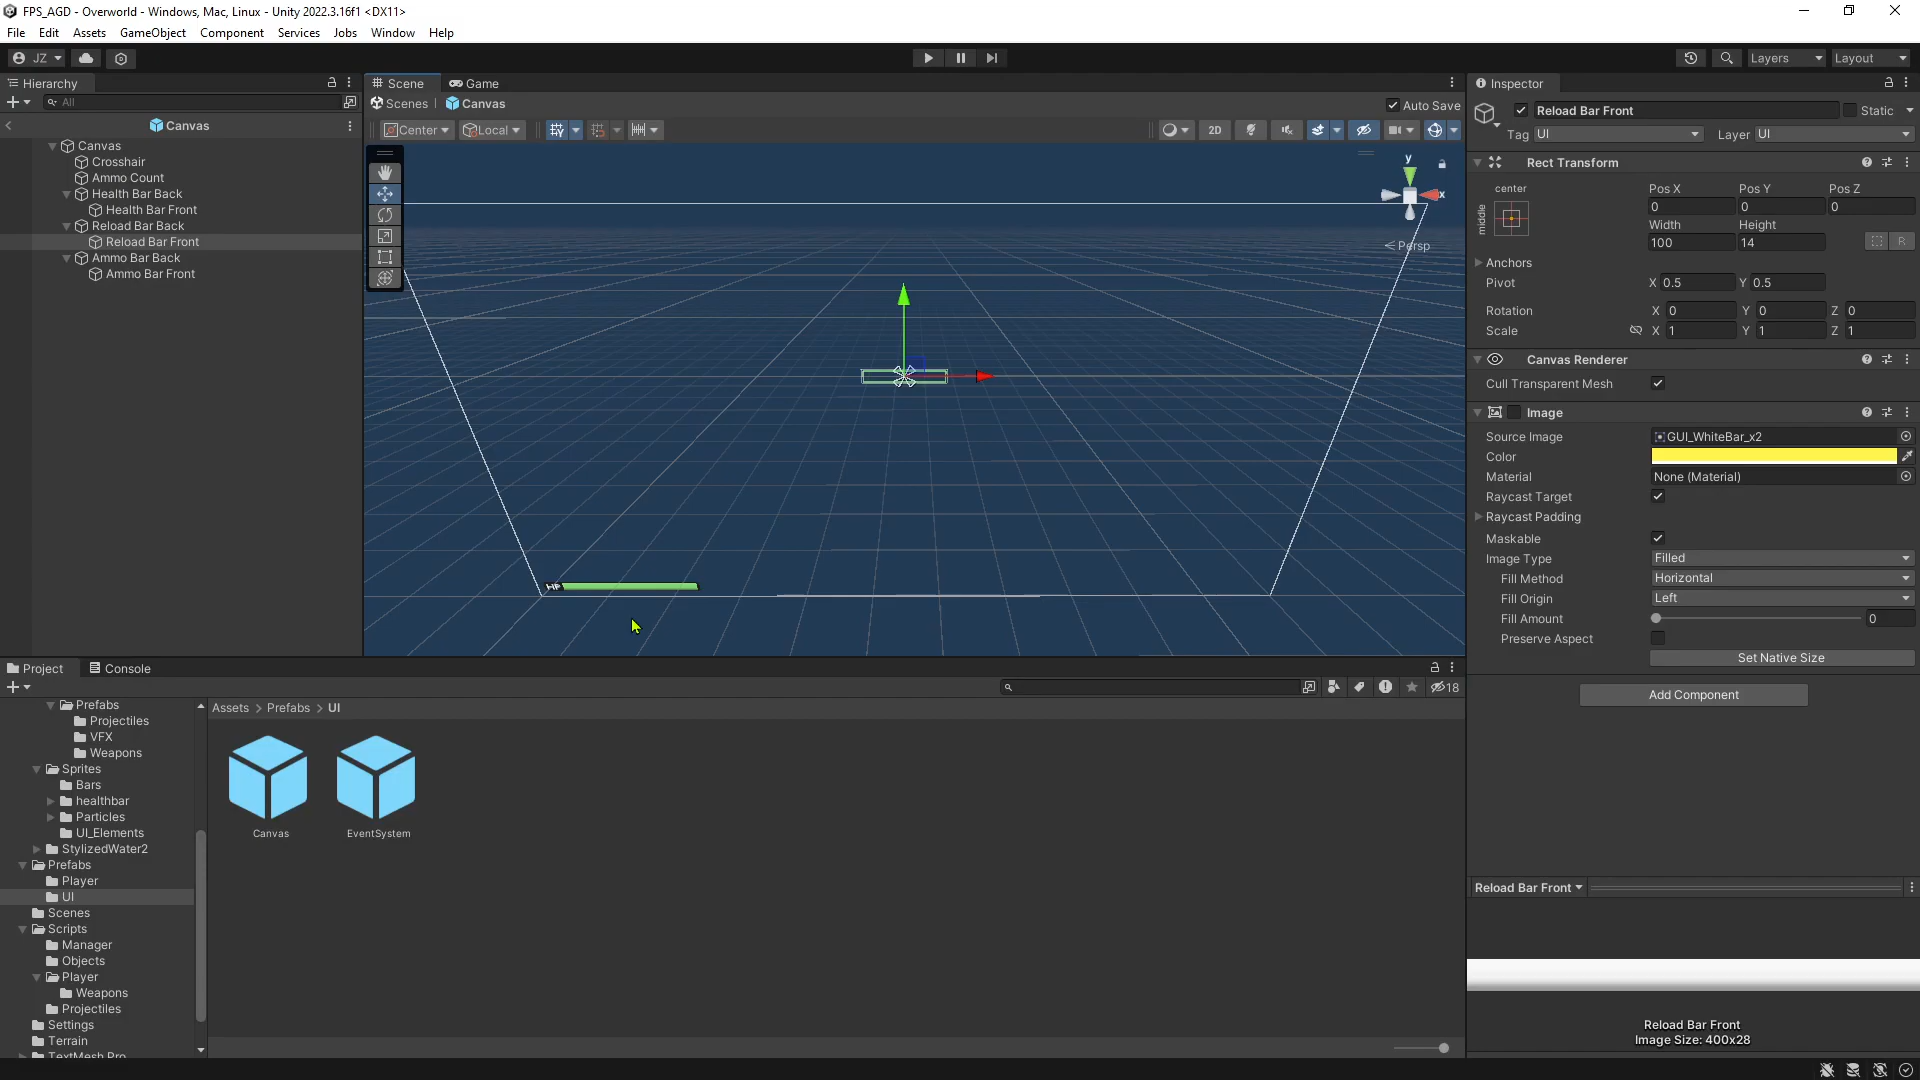 FPS_AGD - Overworld - Windows, Mac, Linux - Unity 2022.3.16f1 <DX11>
File Edit Assets GameObject Component Services Jobs Window Help
JZ Layers Layout
Hierarchy
All
Canvas
Canvas
Crosshair
Ammo Count
Health Bar Back
Health Bar Front
Reload Bar Back
Reload Bar Front
Ammo Bar Back
Ammo Bar Front
Scene Game
Scenes Canvas Auto Save
Center Local 2D
y
x
Persp
HP
Inspector
Reload Bar Front Static
Tag UI Layer UI
Rect Transform
center Pos X Pos Y Pos Z
middle 0 0 0
Width Height
100 14 R
Anchors
Pivot X 0.5 Y 0.5
Rotation X 0 Y 0 Z 0
Scale X 1 Y 1 Z 1
Canvas Renderer
Cull Transparent Mesh
Image
Source Image GUI_WhiteBar_x2
Color
Material None (Material)
Raycast Target
Raycast Padding
Maskable
Image Type Filled
Fill Method Horizontal
Fill Origin Left
Fill Amount 0
Preserve Aspect
Set Native Size
Add Component
Reload Bar Front
Reload Bar Front
Image Size: 400x28
Project Console
18
Prefabs
Projectiles
VFX
Weapons
Sprites
Bars
healthbar
Particles
UI_Elements
StylizedWater2
Prefabs
Player
UI
Scenes
Scripts
Manager
Objects
Player
Weapons
Projectiles
Settings
Terrain
TextMesh Pro
Assets > Prefabs > UI
Canvas EventSystem